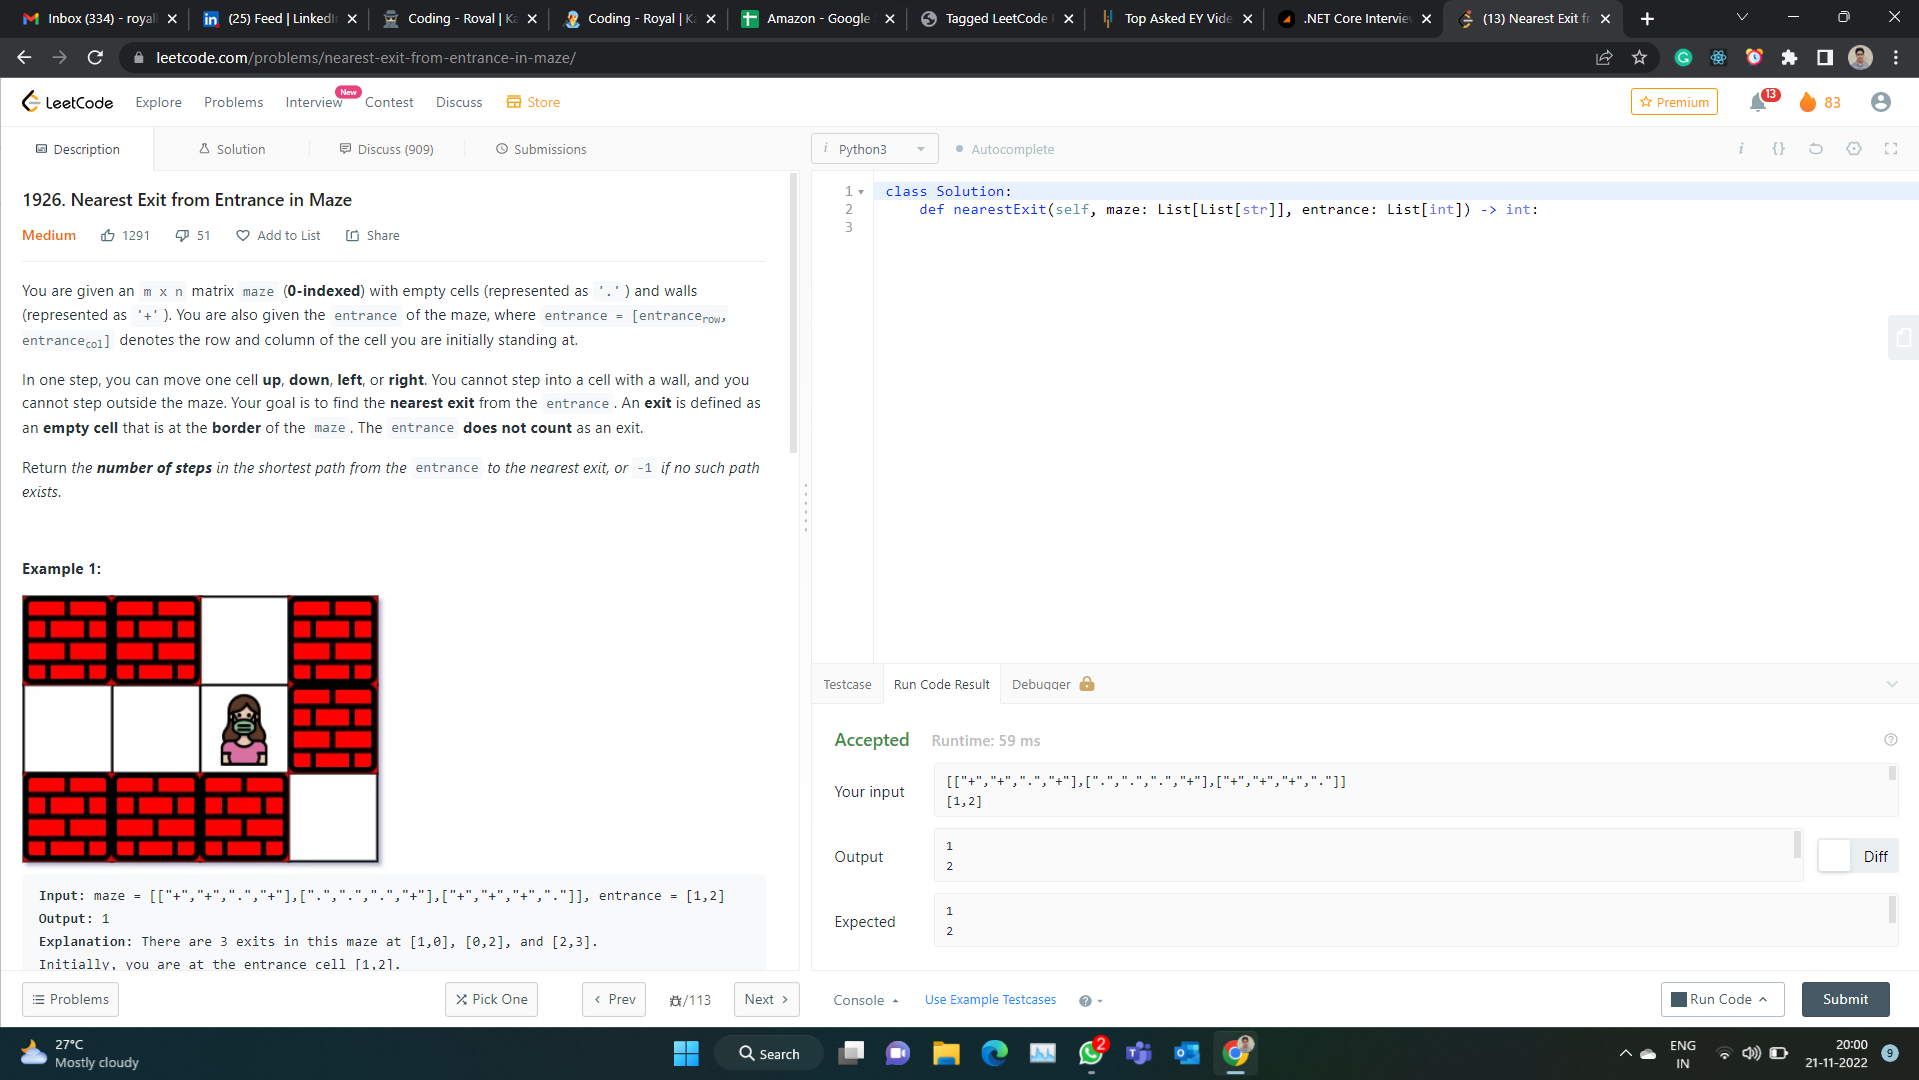 Inbox (334) - royall
(25) Feed | LinkedIn
Coding - Royal | Ka
Coding - Royal | Ka
Amazon - Google S
Tagged LeetCode
Top Asked EY Vide
.NET Core Interview
(13) Nearest Exit fr
leetcode.com/problems/nearest-exit-from-entrance-in-maze/
LeetCode
Explore
Problems
Interview
New
Contest
Discuss
Store
Premium
13
83
Description
Solution
Discuss (909)
Submissions
i Python3
Autocomplete
i {}
1926. Nearest Exit from Entrance in Maze
Medium
1291
51
Add to List
Share
You are given an m x n matrix maze (0-indexed) with empty cells (represented as '.' ) and walls
(represented as '+' ). You are also given the entrance of the maze, where entrance = [entrancerow,
entrancecol] denotes the row and column of the cell you are initially standing at.
In one step, you can move one cell up, down, left, or right. You cannot step into a cell with a wall, and you
cannot step outside the maze. Your goal is to find the nearest exit from the entrance . An exit is defined as
an empty cell that is at the border of the maze . The entrance does not count as an exit.
Return the number of steps in the shortest path from the entrance to the nearest exit, or -1 if no such path
exists.
Example 1:
Input: maze = [["+","+",".","+"],[".",".",".","+"],["+","+","+","."]], entrance = [1,2]
Output: 1
Explanation: There are 3 exits in this maze at [1,0], [0,2], and [2,3].
Initially, you are at the entrance cell [1,2].
1 class Solution:
2 def nearestExit(self, maze: List[List[str]], entrance: List[int]) -> int:
3
Testcase
Run Code Result
Debugger
Accepted
Runtime: 59 ms
Your input
[["+","+",".","+"],[".",".",".","+"],["+","+","+","."]]
[1,2]
Output
1
2
Diff
Expected
1
2
Problems
Pick One
Prev
/113
Next
Console
Use Example Testcases
Run Code
Submit
27°C
Mostly cloudy
Search
2
ENG
IN
20:00
21-11-2022
9